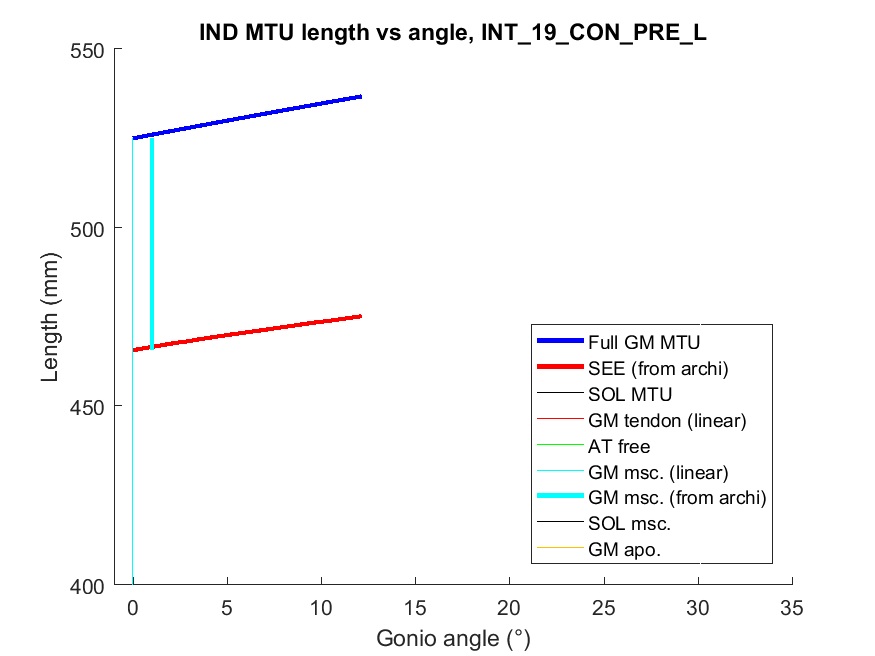 IND MTU length vs angle, INT_19_CON_PRE_L
550
500
450
400
Length (mm)
0 5 10 15 20 25 30 35
Gonio angle (°)
Full GM MTU
SEE (from archi)
SOL MTU
GM tendon (linear)
AT free
GM msc. (linear)
GM msc. (from archi)
SOL msc.
GM apo.